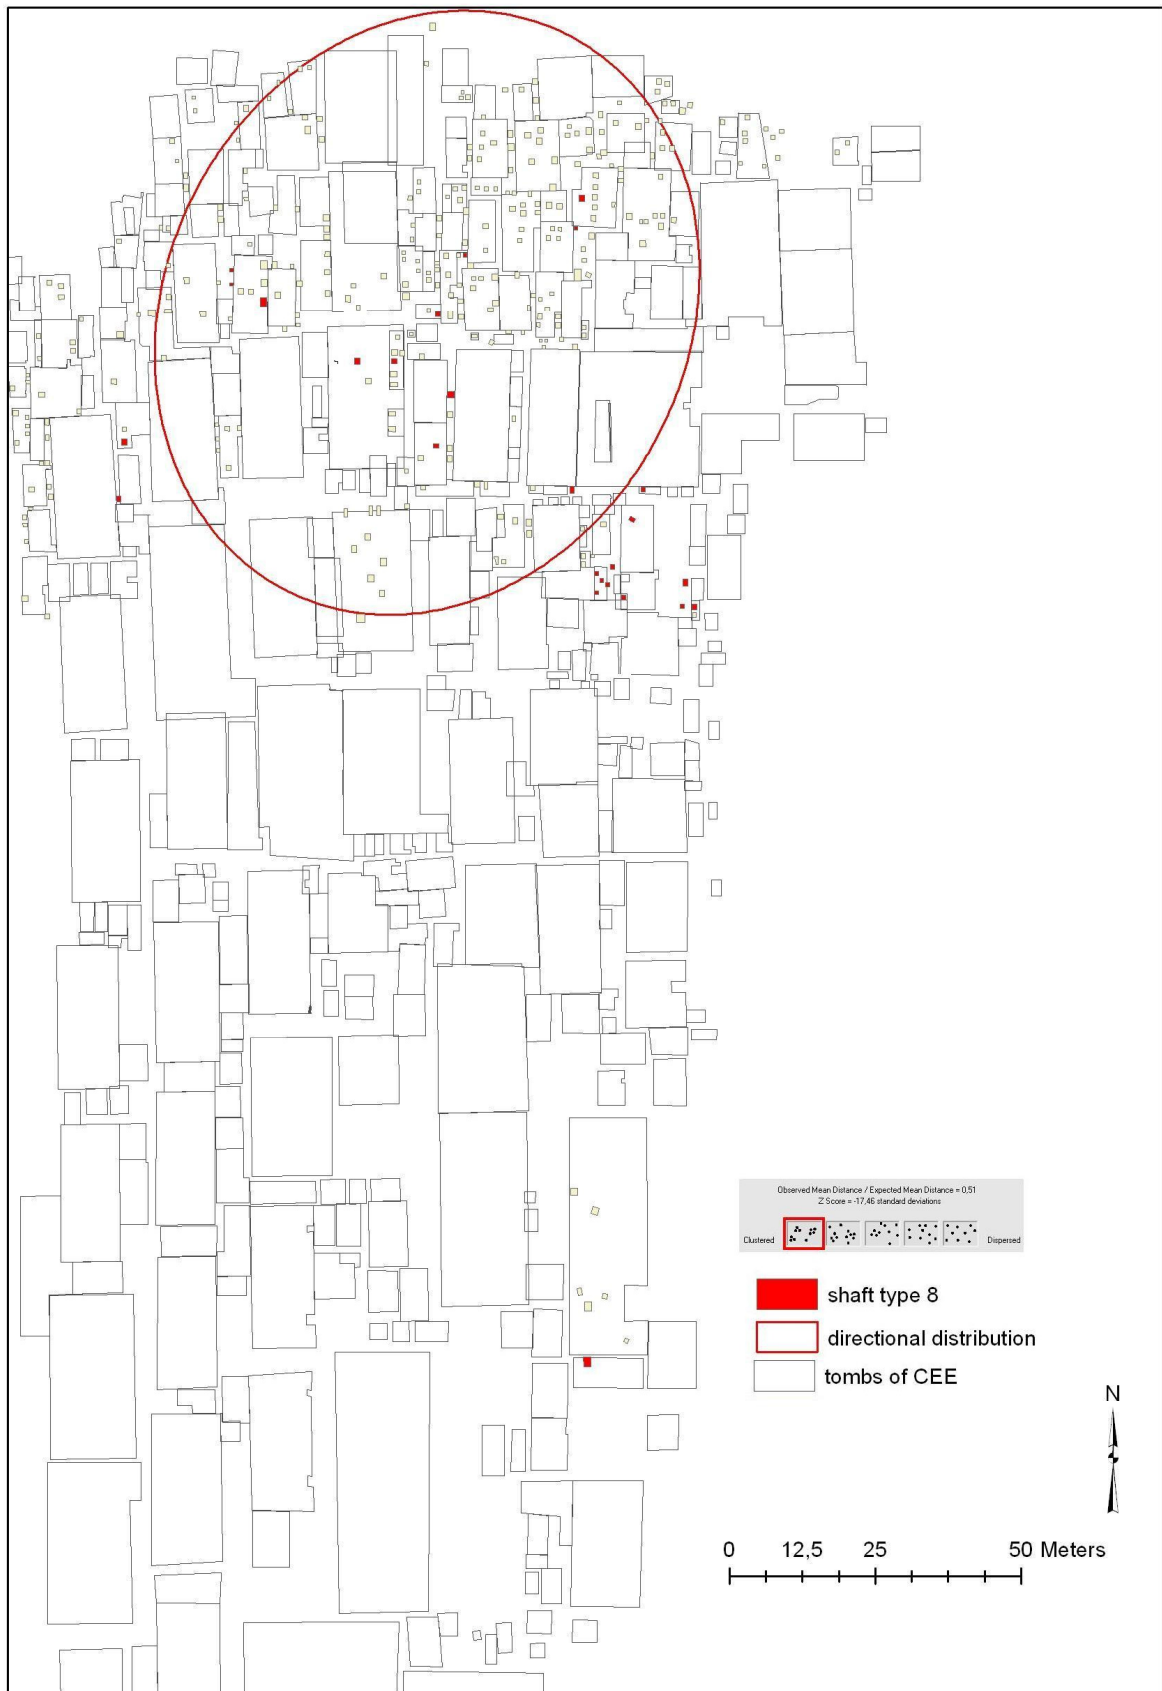 Observed Mean Distance / Expected Mean Distance = 0,51
Z Score = -17,46 standard deviations
Clustered Dispersed
shaft type 8
directional distribution
tombs of CEE
N
0 12,5 25 50 Meters